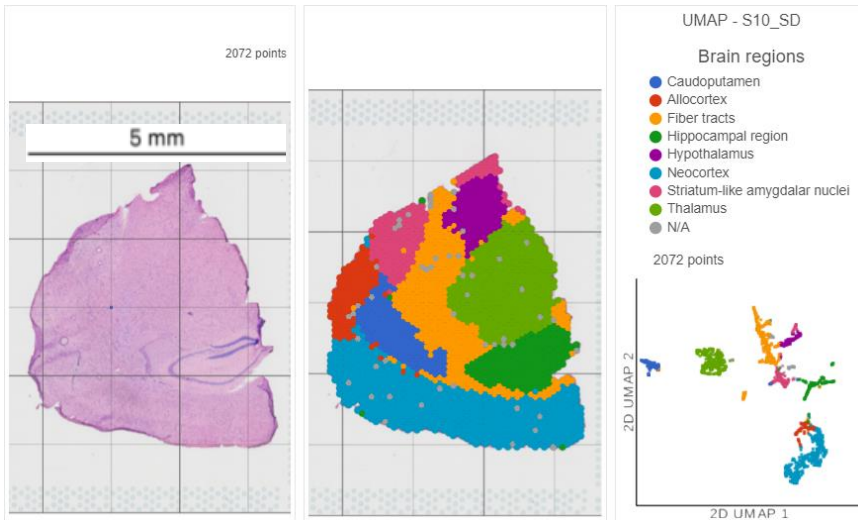 2072 points
5 mm
UMAP - S10_SD
Brain regions
Caudoputamen
Allocortex
Fiber tracts
Hippocampal region
Hypothalamus
Neocortex
Striatum-like amygdalar nuclei
Thalamus
N/A
2072 points
2D UMAP 2
2D UMAP 1